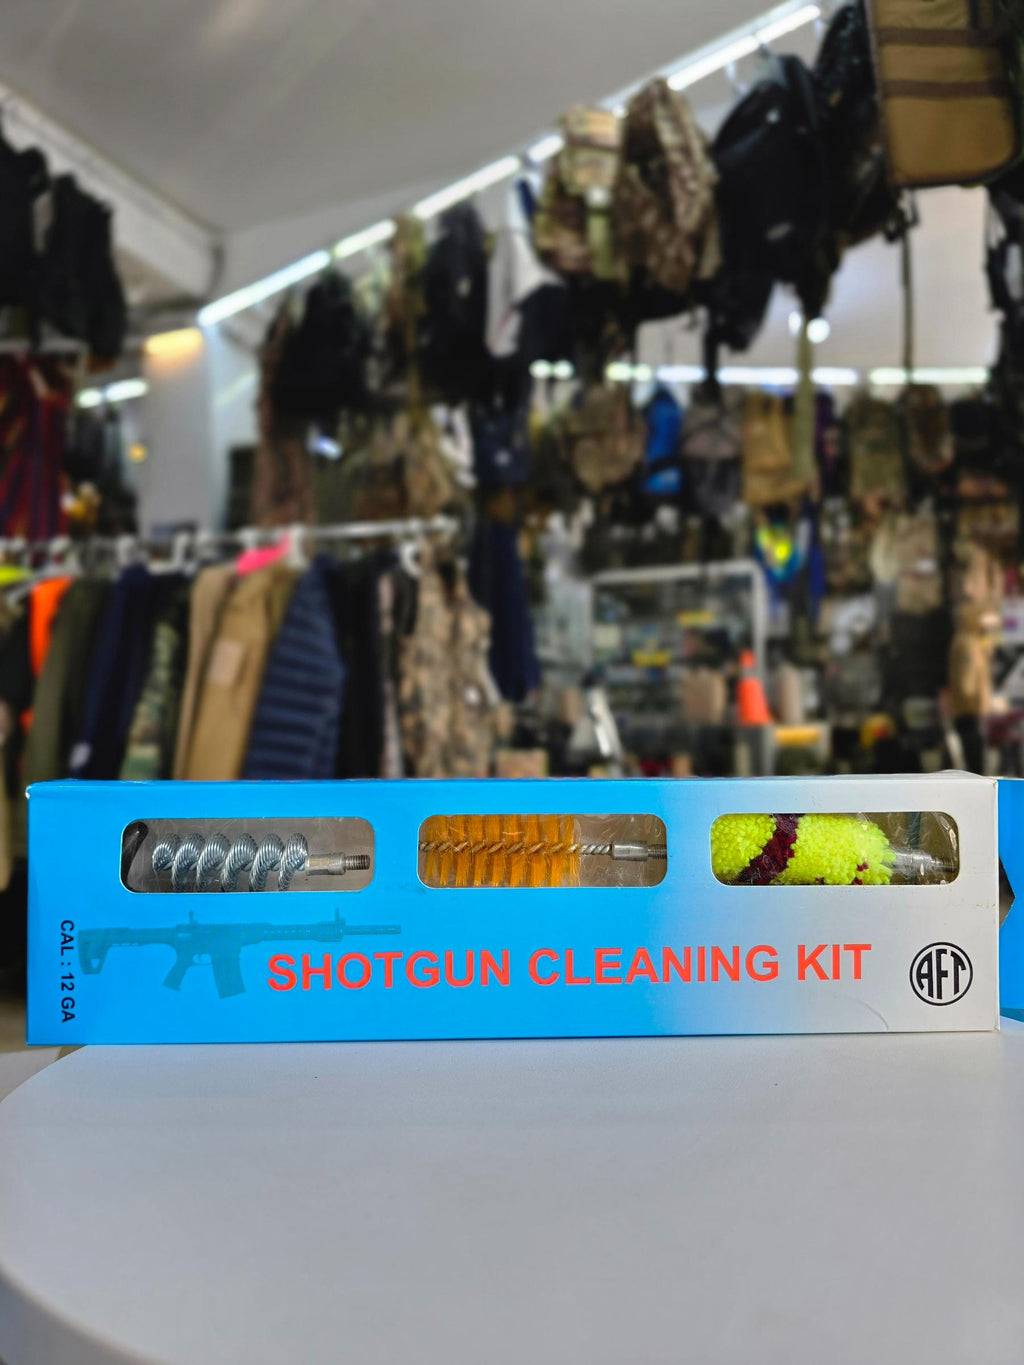 CAL : 12 GA
SHOTGUN CLEANING KIT
AFT